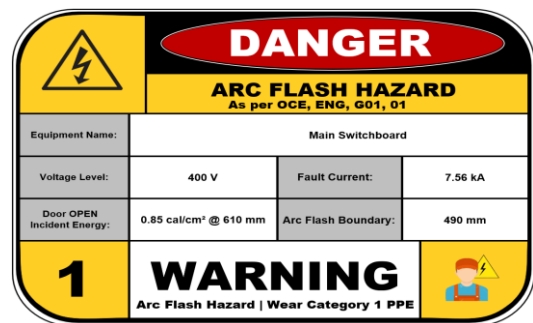 DANGER
ARC FLASH HAZARD
As per OCE, ENG, G01, 01
Equipment Name: Main Switchboard
Voltage Level: 400 V Fault Current: 7.56 kA
Door OPEN
Incident Energy: 0.85 cal/cm² @ 610 mm Arc Flash Boundary: 490 mm
1
WARNING
Arc Flash Hazard | Wear Category 1 PPE